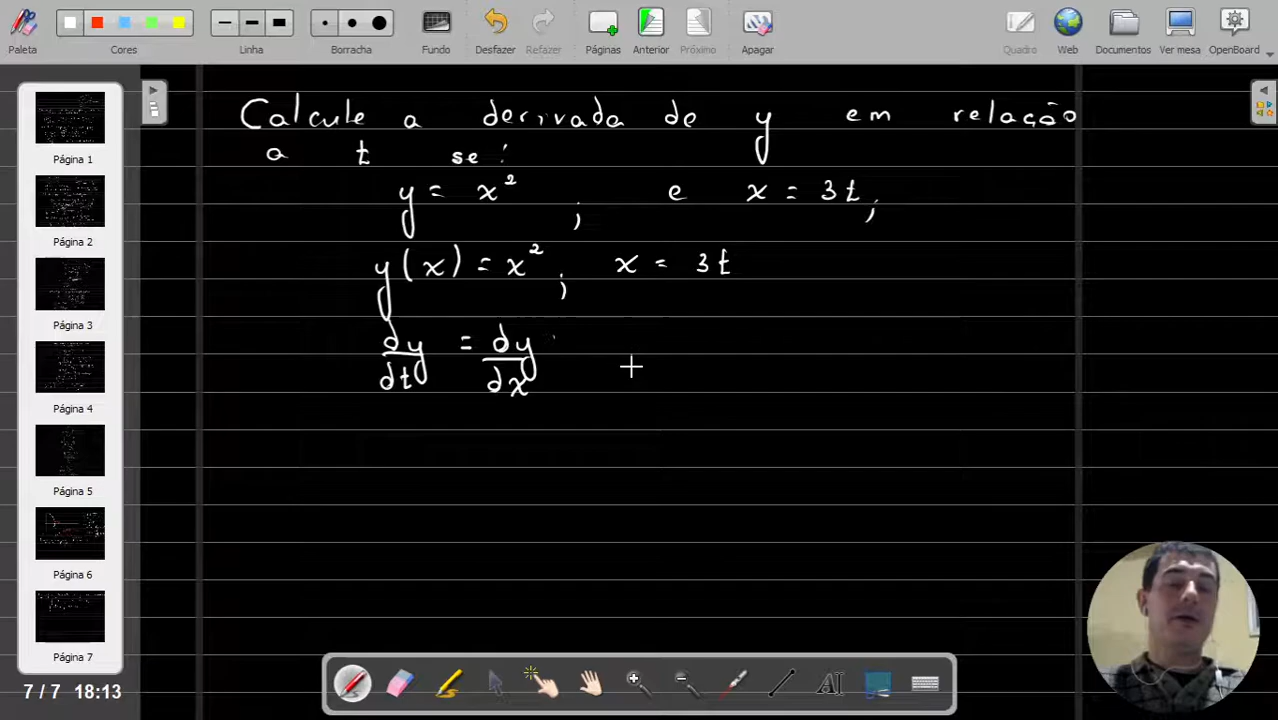 Paleta Cores Linha Borracha Fundo Desfazer Refazer Páginas Anterior Próximo Apagar Quadro Web Documentos Ver mesa OpenBoard
Página 1
Página 2
Página 3
Página 4
Página 5
Página 6
Página 7
7 / 7 18:13
Calcule a derivada de y em relação
a t se:
y = x² ; e x = 3t;
y(x) = x² ; x = 3t
dy/dt = dy/dx
AI